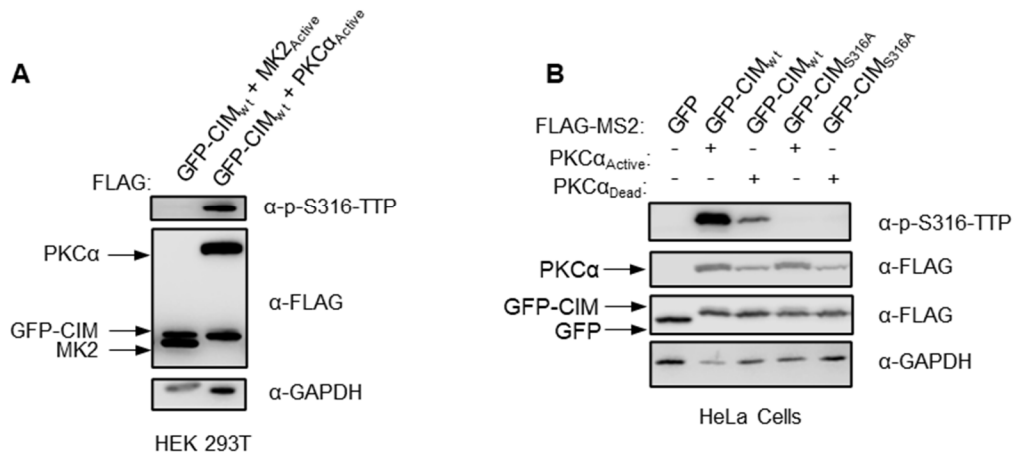 A
GFP-CIMwt + MK2Active
GFP-CIMwt + PKCαActive
FLAG:
α-p-S316-TTP
PKCα
α-FLAG
GFP-CIM
MK2
α-GAPDH
HEK 293T
B
FLAG-MS2: GFP GFP-CIMwt GFP-CIMwt GFP-CIMS316A GFP-CIMS316A
PKCαActive: - + - + -
PKCαDead: - - + - +
α-p-S316-TTP
PKCα α-FLAG
GFP-CIM
GFP
α-FLAG
α-GAPDH
HeLa Cells